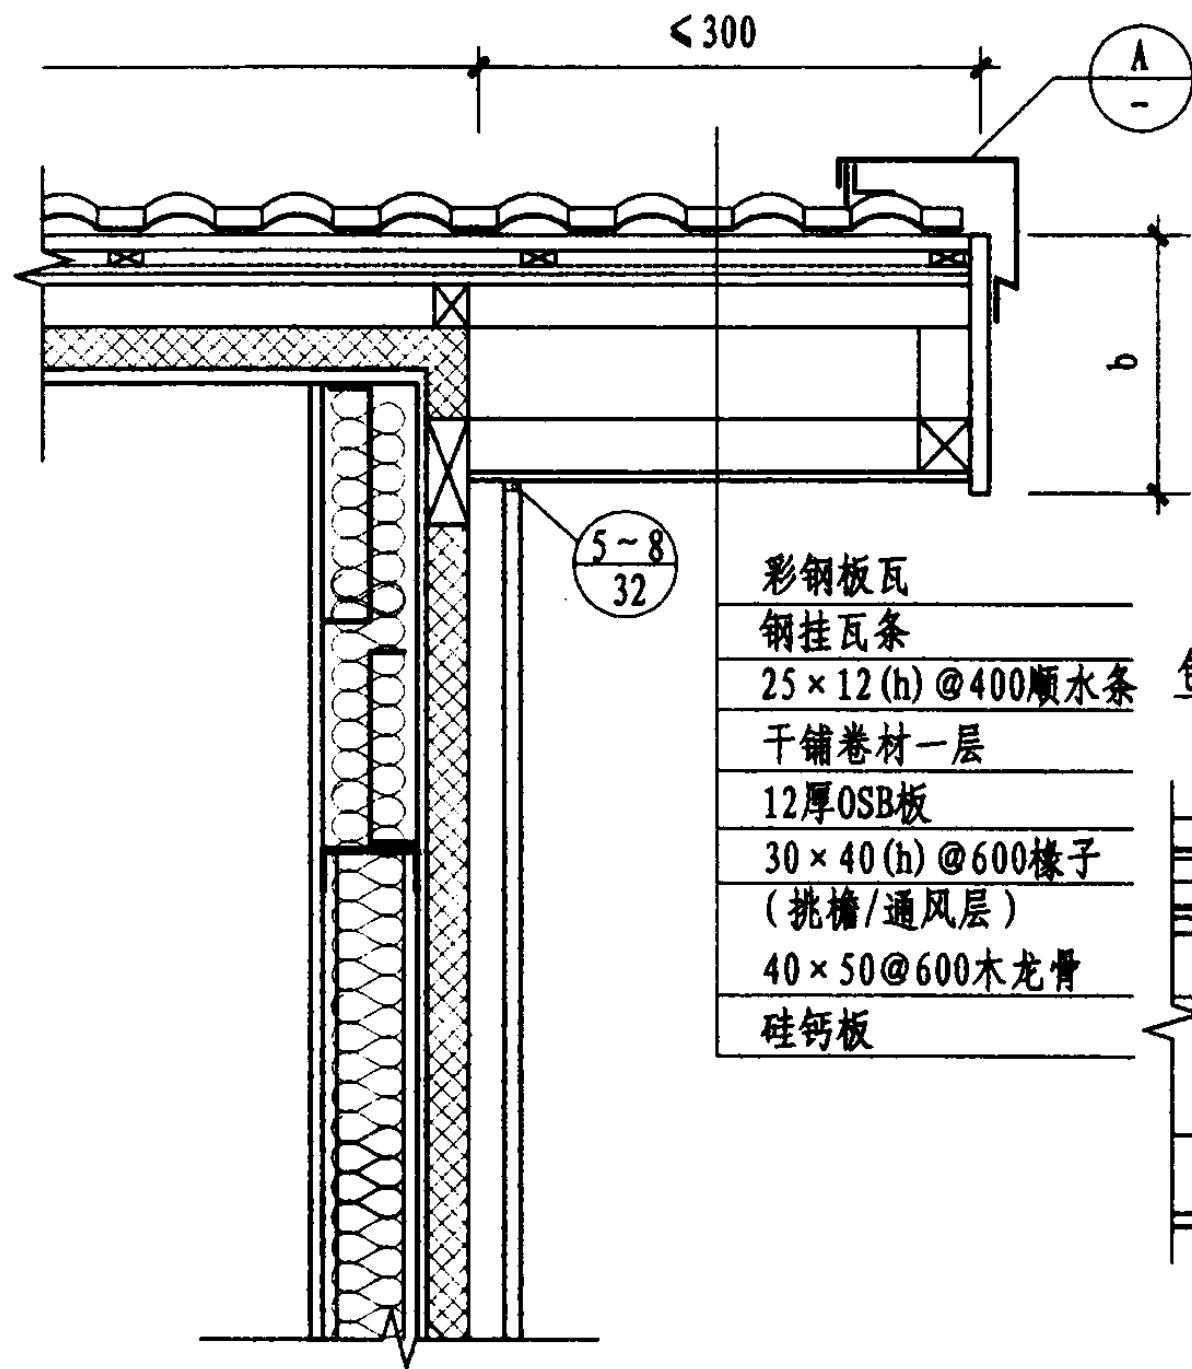 ≤300
A
-
b
5~8
32
彩钢板瓦
钢挂瓦条
25×12(h)@400顺水条
干铺卷材一层
12厚OSB板
30×40(h)@600椽子
(挑檐/通风层)
40×50@600木龙骨
硅钙板